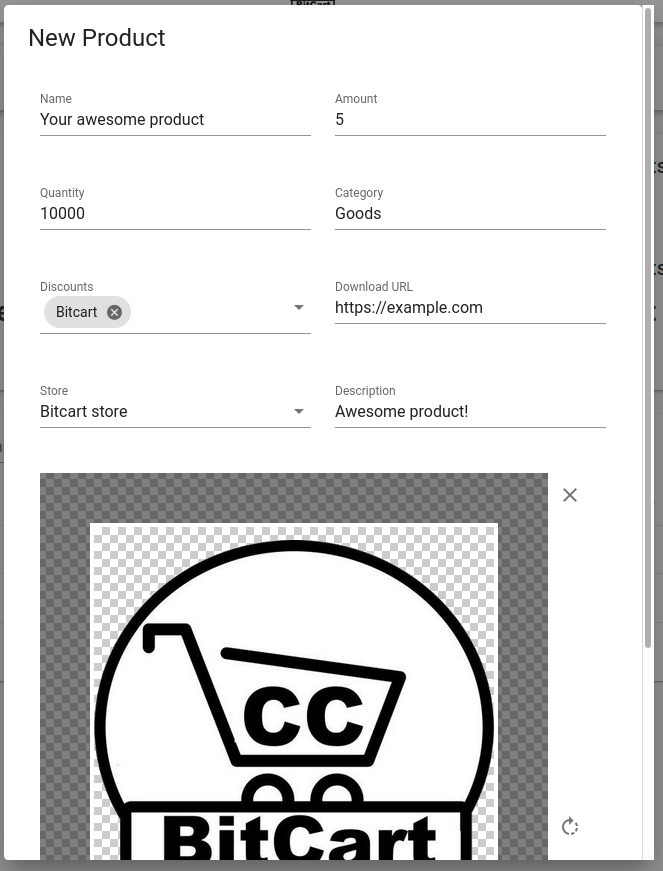 BitCart
New Product
Name
Your awesome product
Amount
5
Quantity
10000
Category
Goods
Discounts
Bitcart
Download URL
https://example.com
Store
Bitcart store
Description
Awesome product!
CC
BitCart